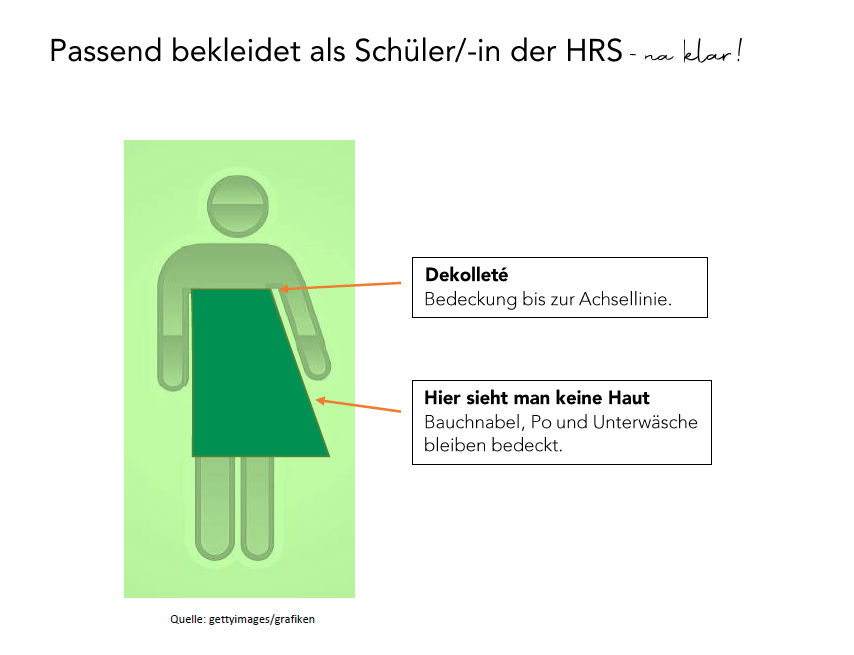 Passend bekleidet als Schüler/-in der HRS - na klar!
Dekolleté
Bedeckung bis zur Achsellinie.
Hier sieht man keine Haut
Bauchnabel, Po und Unterwäsche
bleiben bedeckt.
Quelle: gettyimages/grafiken